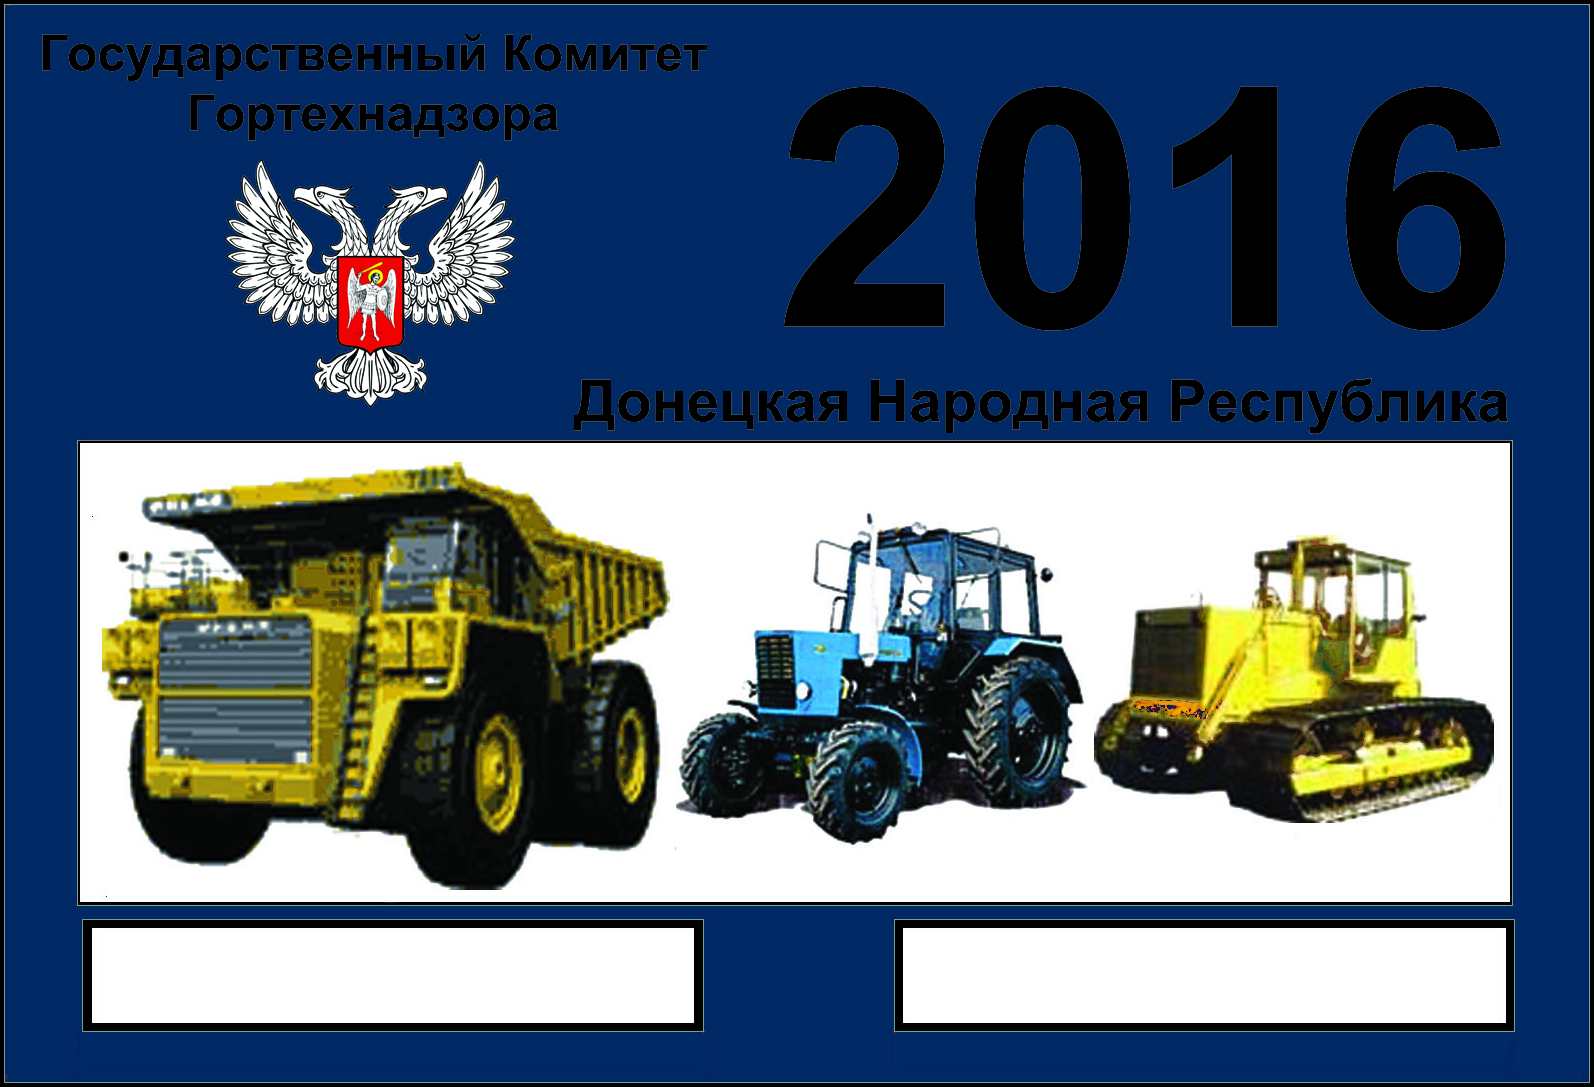 Государственный Комитет
Гортехнадзора
2016
Донецкая Народная Республика